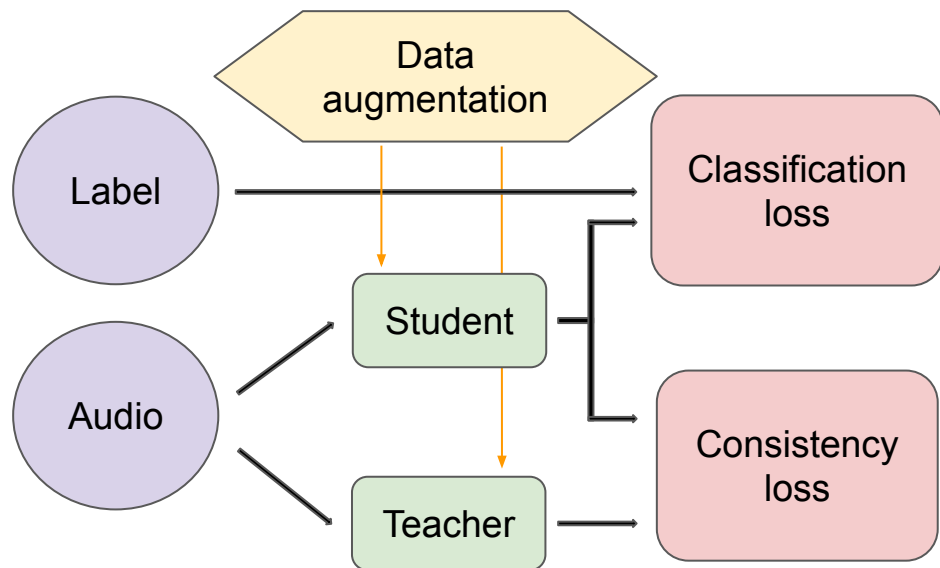 Data
augmentation
Label
Classification
loss
Student
Audio
Consistency
loss
Teacher